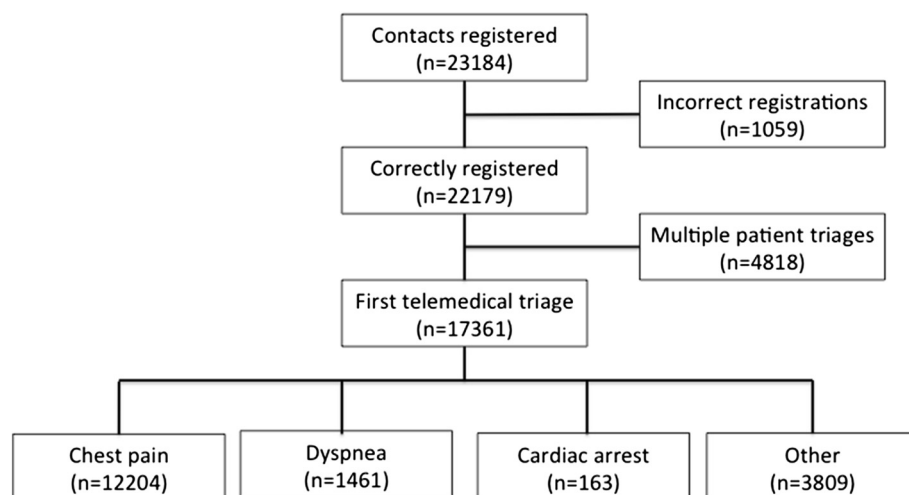 Contacts registered
(n=23184)
Incorrect registrations
(n=1059)
Correctly registered
(n=22179)
Multiple patient triages
(n=4818)
First telemedical triage
(n=17361)
Chest pain
(n=12204)
Dyspnea
(n=1461)
Cardiac arrest
(n=163)
Other
(n=3809)